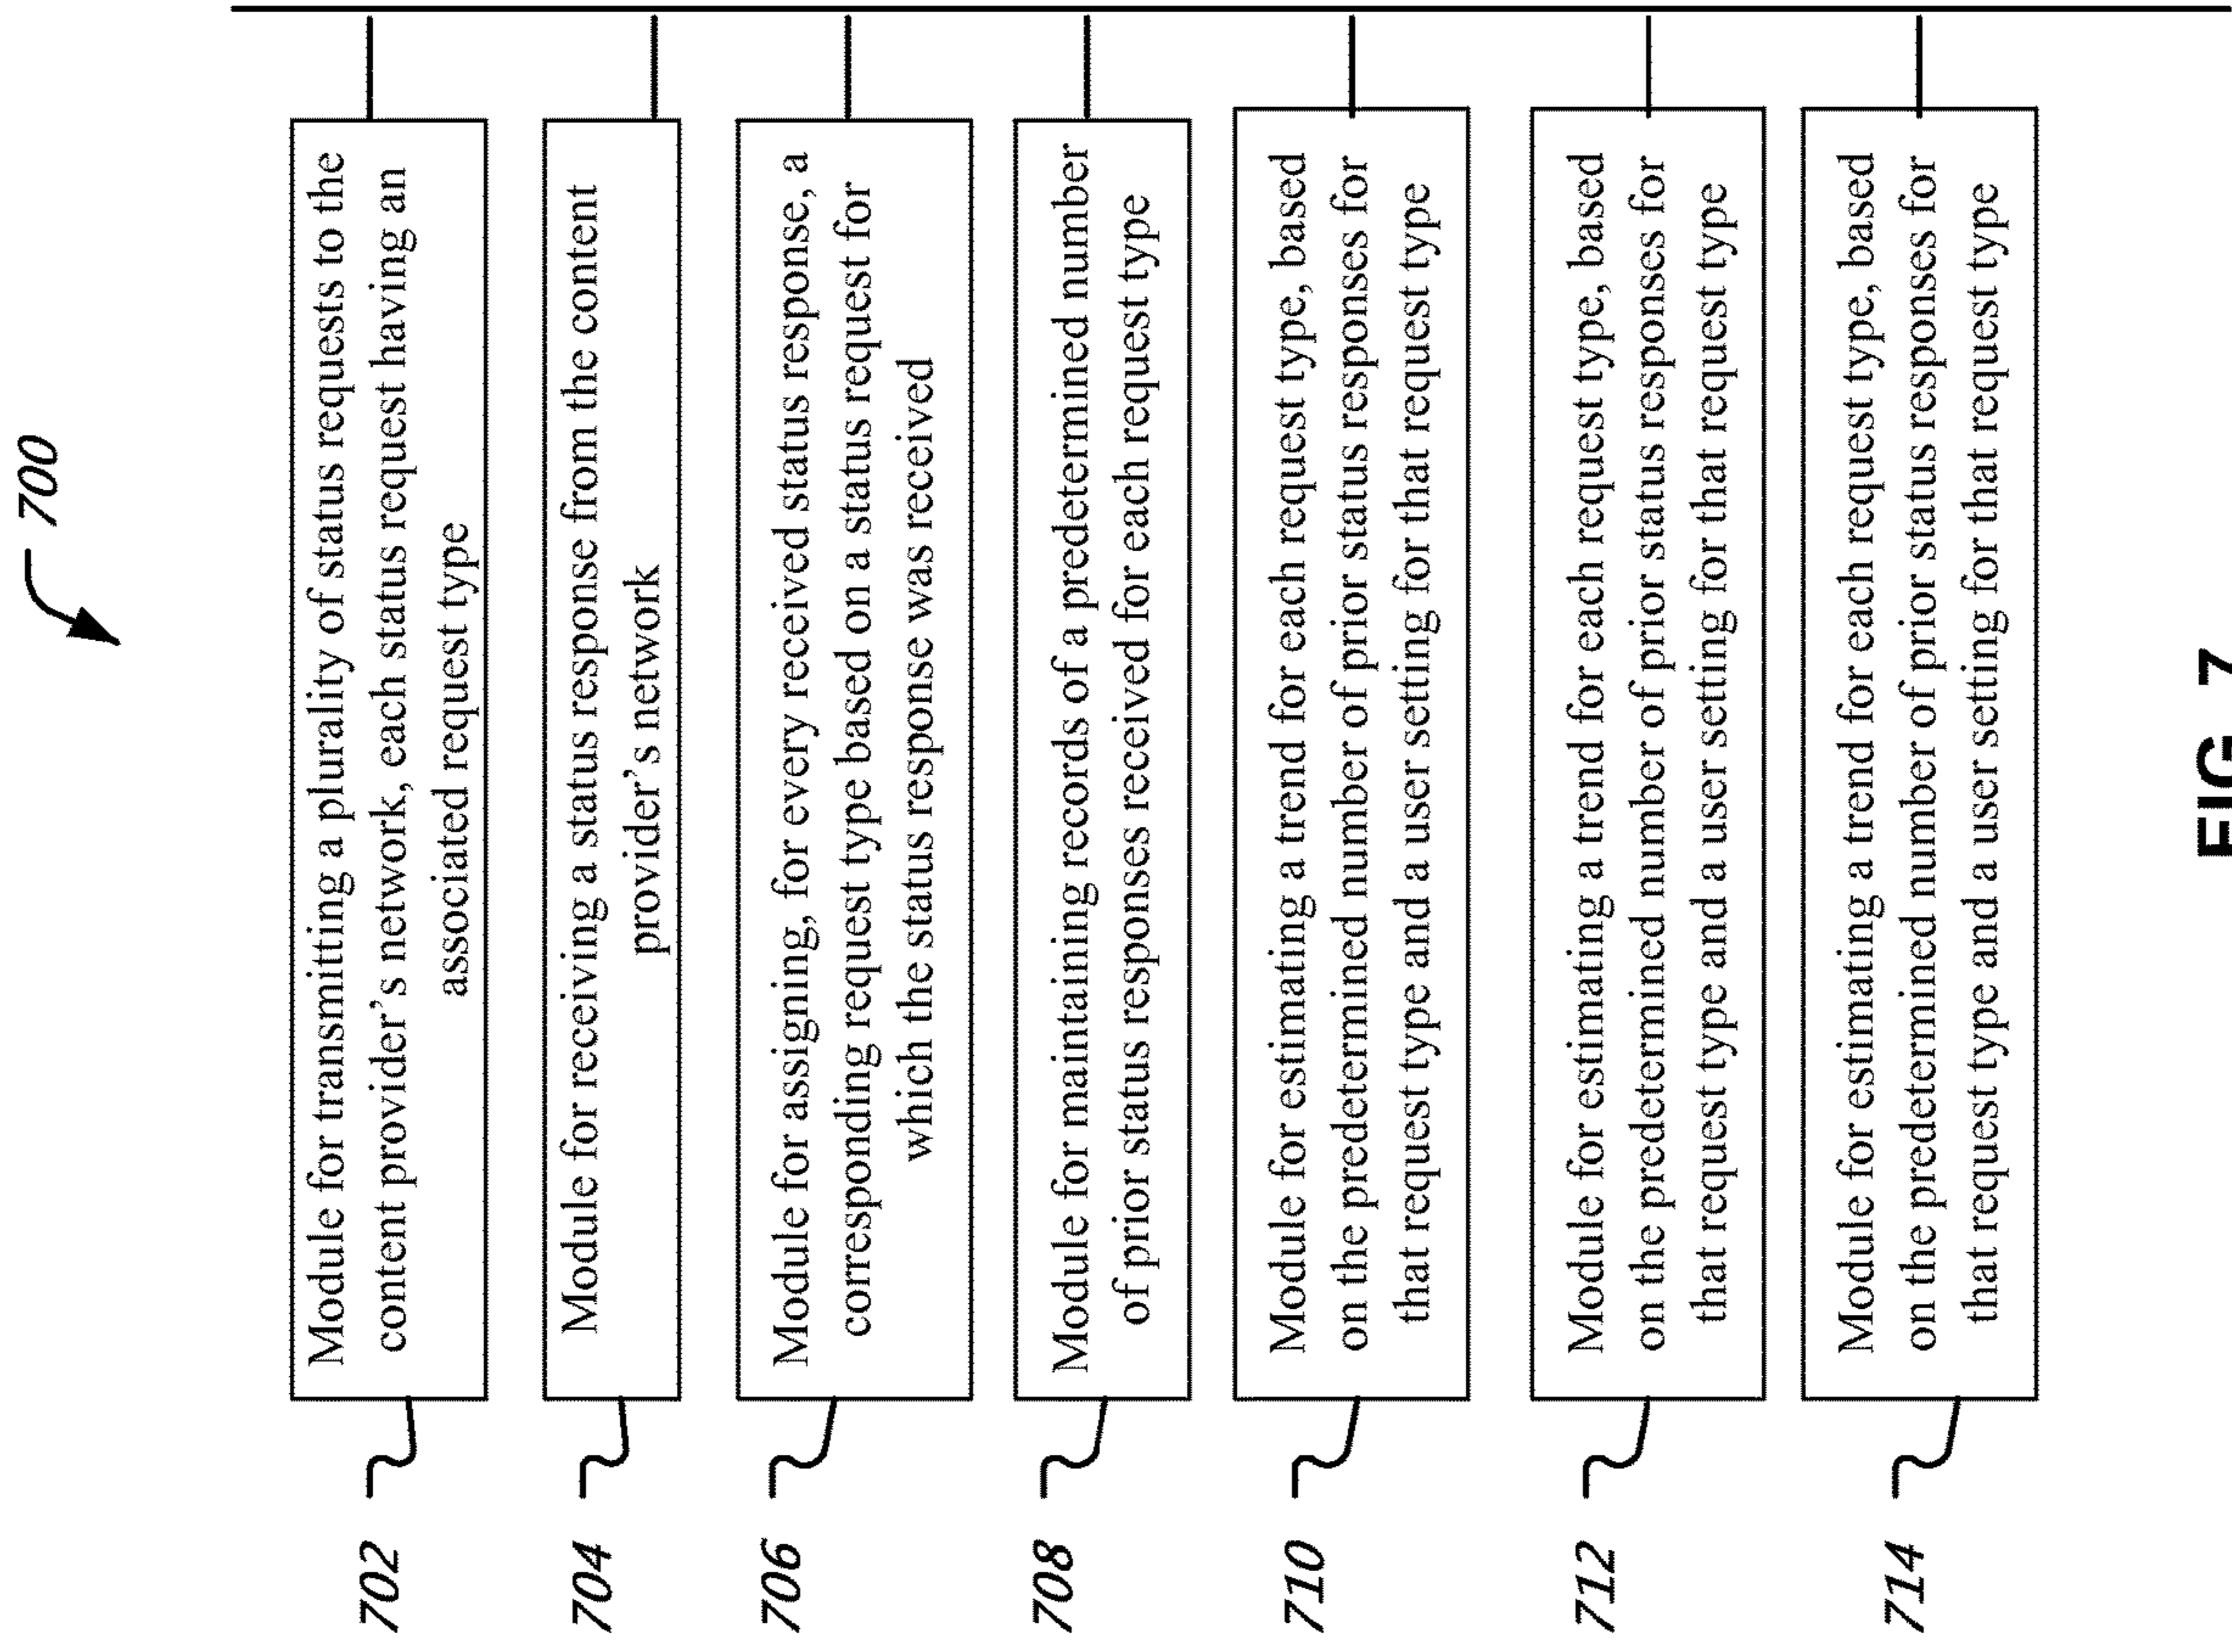 700
702
Module for transmitting a plurality of status requests to the
content provider’s network, each status request having an
associated request type
704
Module for receiving a status response from the content
provider’s network
706
Module for assigning, for every received status response, a
corresponding request type based on a status request for
which the status response was received
708
Module for maintaining records of a predetermined number
of prior status responses received for each request type
710
Module for estimating a trend for each request type, based
on the predetermined number of prior status responses for
that request type and a user setting for that request type
712
Module for estimating a trend for each request type, based
on the predetermined number of prior status responses for
that request type and a user setting for that request type
714
Module for estimating a trend for each request type, based
on the predetermined number of prior status responses for
that request type and a user setting for that request type
FIG. 7